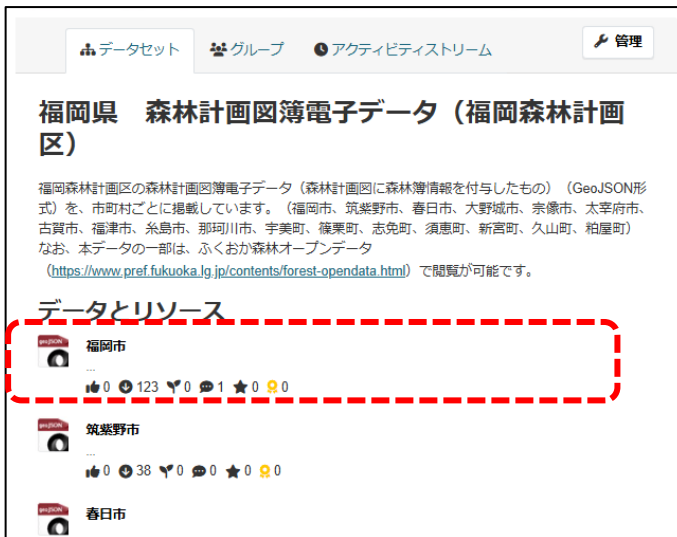 データセット グループ アクティビティストリーム 管理
福岡県　森林計画図簿電子データ（福岡森林計画
区）
福岡森林計画区の森林計画図簿電子データ（森林計画図に森林簿情報を付与したもの）（GeoJSON形
式）を、市町村ごとに掲載しています。（福岡市、筑紫野市、春日市、大野城市、宗像市、太宰府市、
古賀市、福津市、糸島市、那珂川市、宇美町、篠栗町、志免町、須恵町、新宮町、久山町、粕屋町）
なお、本データの一部は、ふくおか森林オープンデータ
（https://www.pref.fukuoka.lg.jp/contents/forest-opendata.html）で閲覧が可能です。
データとリソース
geoJSON 福岡市
...
0 123 0 1 0 0
geoJSON 筑紫野市
...
0 38 0 0 0 0
geoJSON 春日市